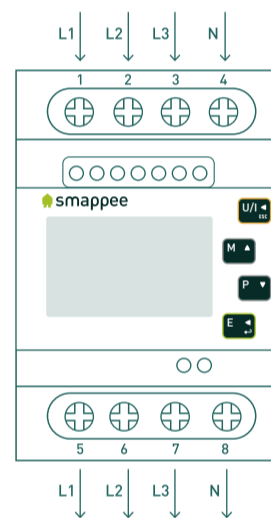 L1 L2 L3 N
1 2 3 4
smappee
U/I ◄
ESC
M ▲
P ▼
E ◄
↵
5 6 7 8
L1 L2 L3 N